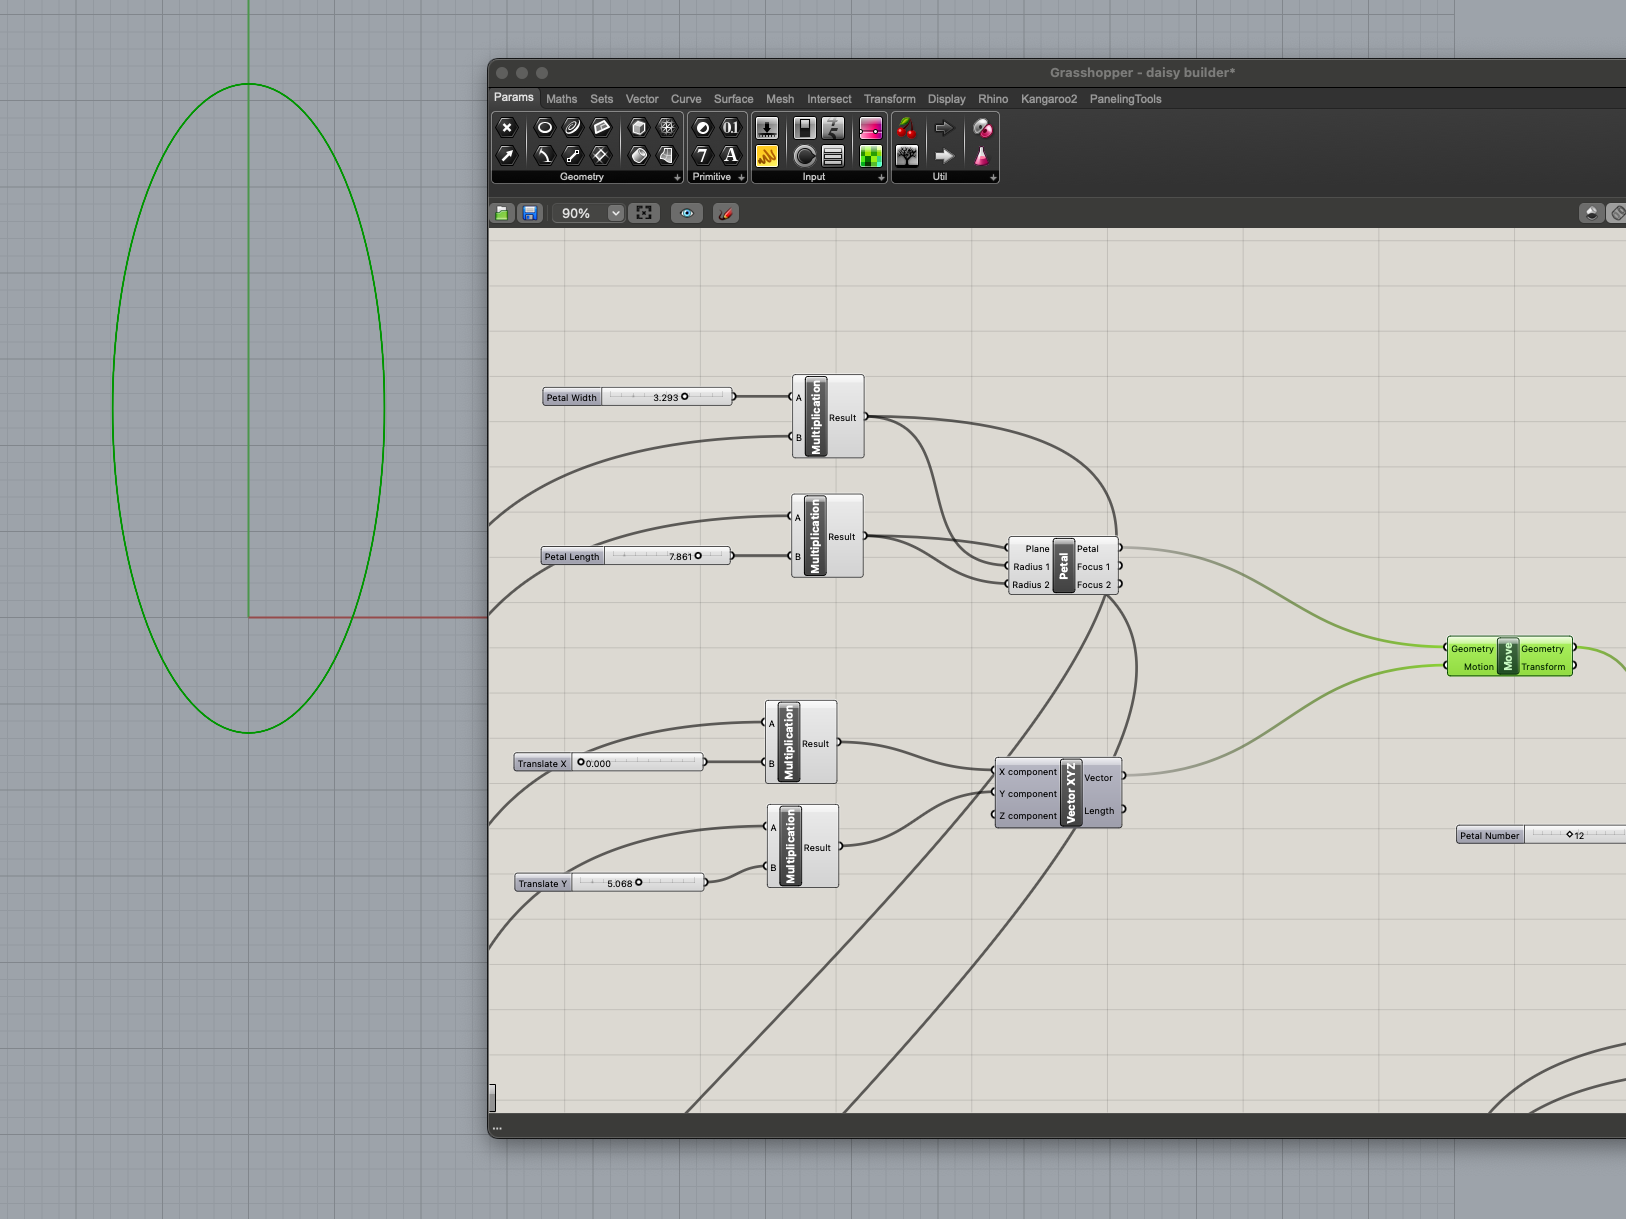 Grasshopper - daisy builder*
Params Maths Sets Vector Curve Surface Mesh Intersect Transform Display Rhino Kangaroo2 PanelingTools
0.1
7 A
Geometry Primitive Input Util
90%
Petal Width 3.293
A
B
Multiplication
Result
Petal Length 7.861
A
B
Multiplication
Result
Plane
Radius 1
Radius 2
Petal
Petal
Focus 1
Focus 2
Geometry
Motion
Move
Geometry
Transform
Translate X 0.000
A
B
Multiplication
Result
X component
Y component
Z component
Vector XYZ
Vector
Length
Translate Y 5.068
A
B
Multiplication
Result
Petal Number 12
...